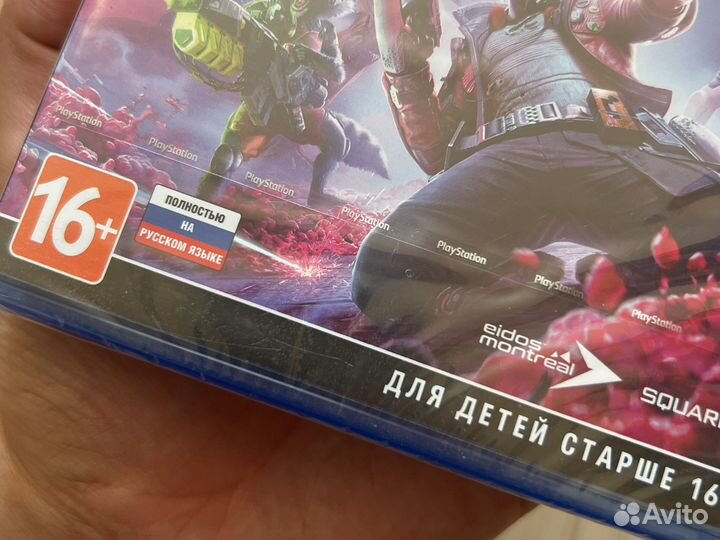 PlayStation
PlayStation
PlayStation
PlayStation
PlayStation
PlayStation
PlayStation
16+
ПОЛНОСТЬЮ
НА
РУССКОМ ЯЗЫКЕ
eidos
montréal
SQUAR
ДЛЯ ДЕТЕЙ СТАРШЕ 16
Avito